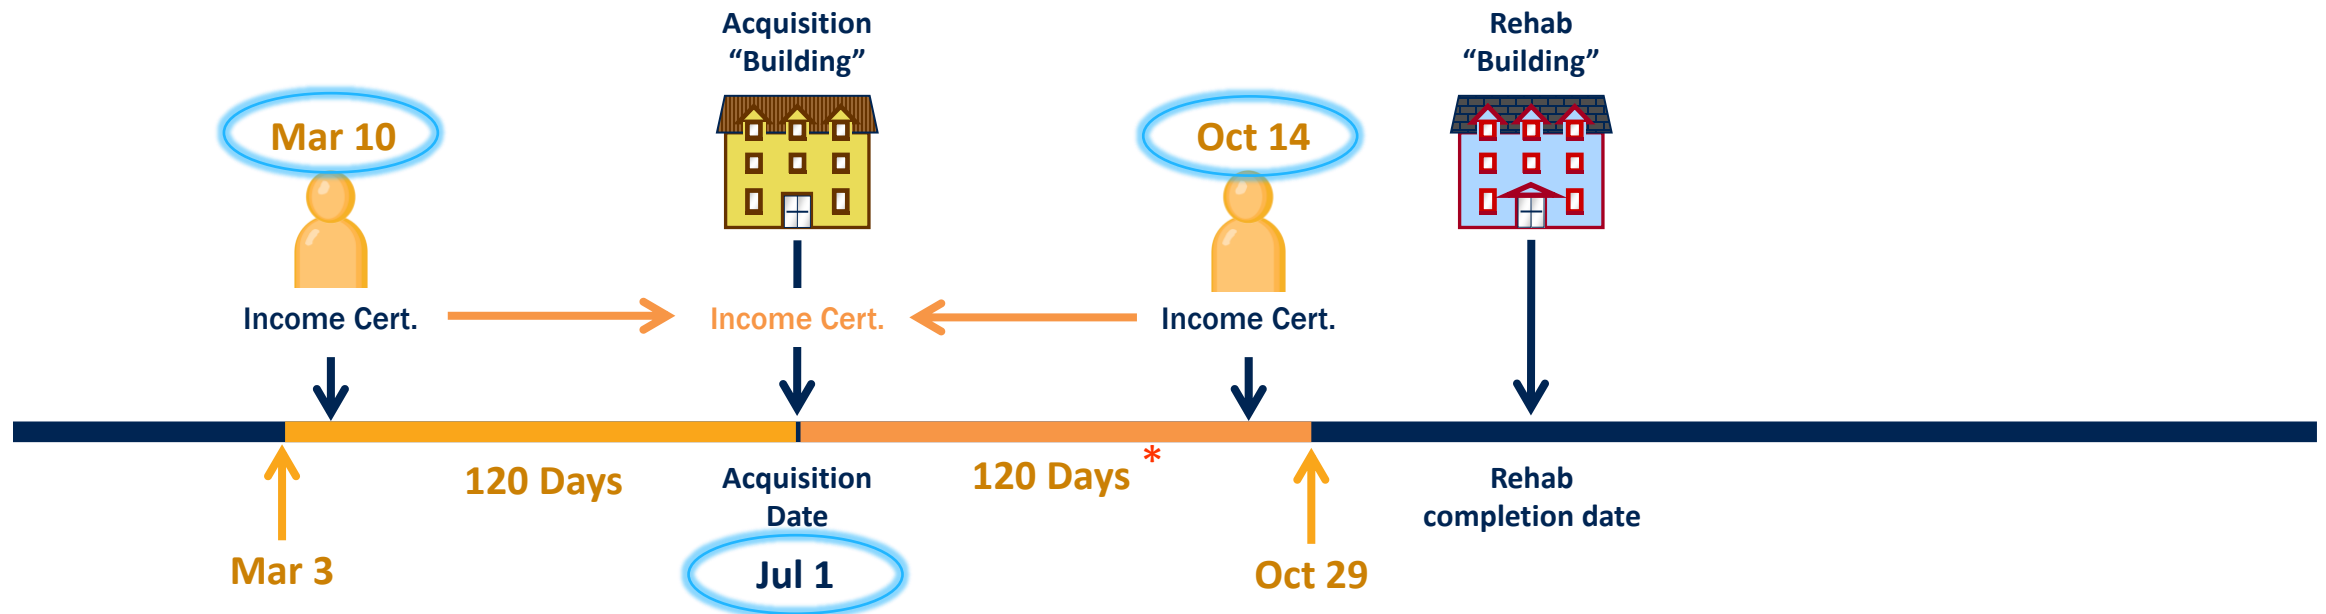 Acquisition
“Building”
Rehab
“Building”
Mar 10
Oct 14
Income Cert.
Income Cert.
Income Cert.
120 Days
Acquisition
Date
Jul 1
120 Days *
Rehab
completion date
Mar 3
Oct 29